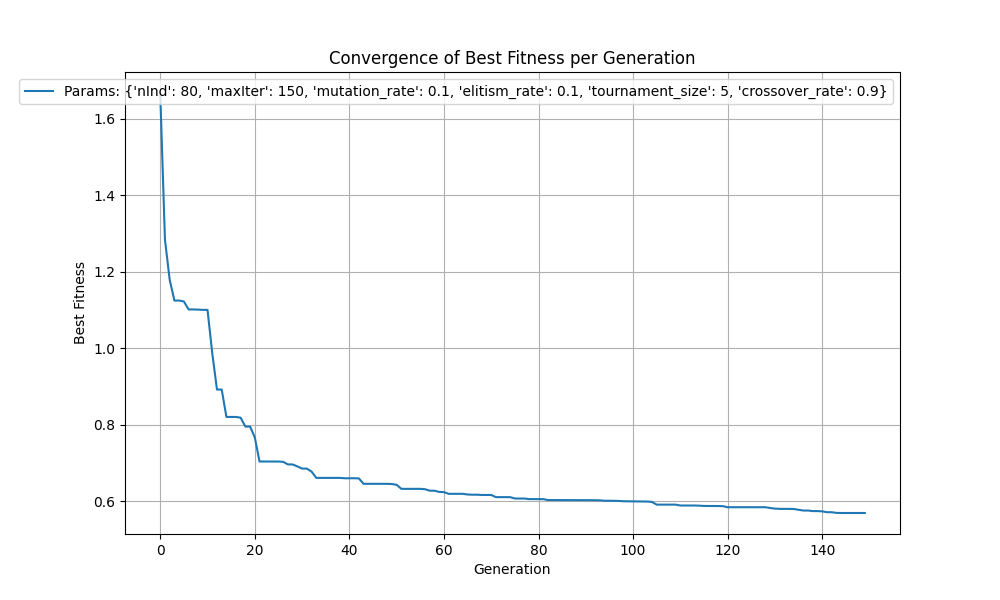 Convergence of Best Fitness per Generation
Params: {'nInd': 80, 'maxIter': 150, 'mutation_rate': 0.1, 'elitism_rate': 0.1, 'tournament_size': 5, 'crossover_rate': 0.9}
1.6
1.4
1.2
1.0
0.8
0.6
Best Fitness
0 20 40 60 80 100 120 140
Generation